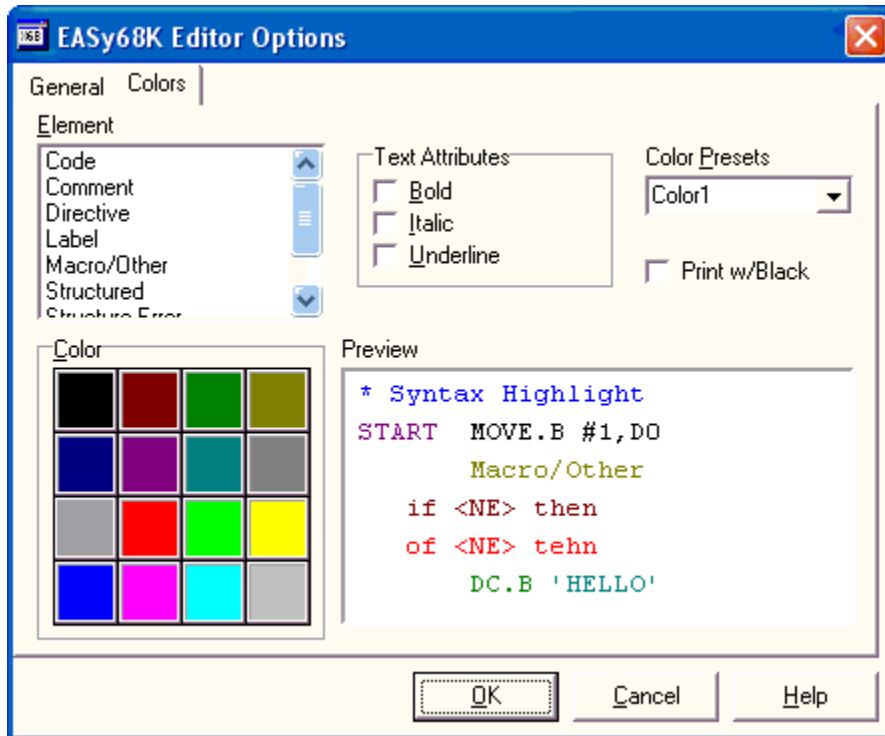 EASy68K Editor Options
General Colors
Element
Code
Comment
Directive
Label
Macro/Other
Structured
Structure Error
Text Attributes
Bold
Italic
Underline
Color Presets
Color1
Print w/Black
Color
Preview
* Syntax Highlight
START MOVE.B #1,D0
Macro/Other
if <NE> then
of <NE> tehn
DC.B 'HELLO'
OK Cancel Help